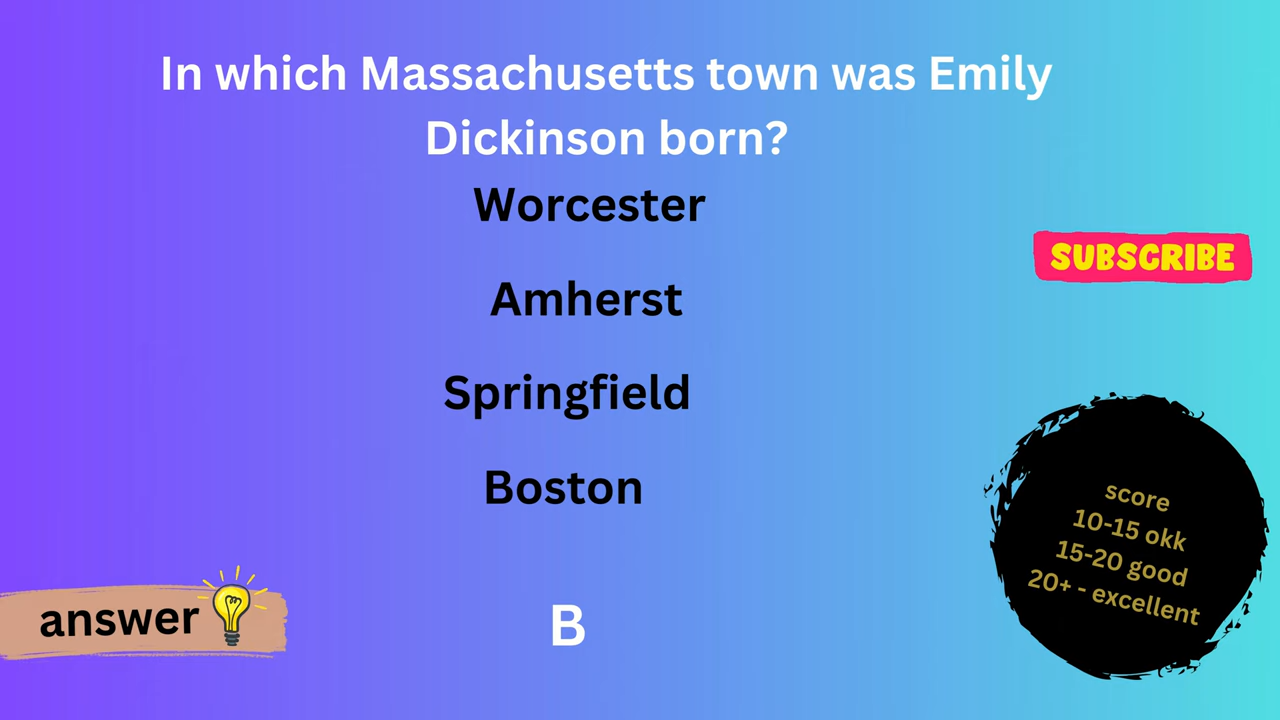 In which Massachusetts town was Emily
Dickinson born?
Worcester
Amherst
Springfield
Boston
SUBSCRIBE
score
10-15 okk
15-20 good
20+ - excellent
answer
B